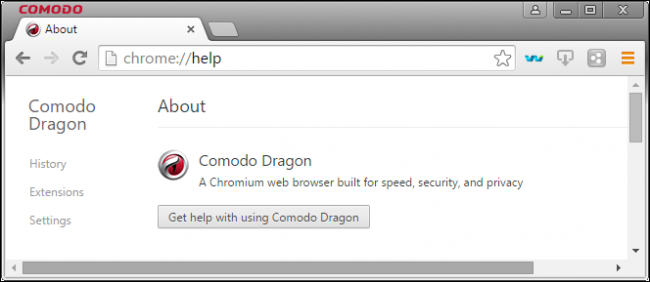 COMODO
About
chrome://help
Comodo
Dragon
About
History
Extensions
Settings
Comodo Dragon
A Chromium web browser built for speed, security, and privacy
Get help with using Comodo Dragon